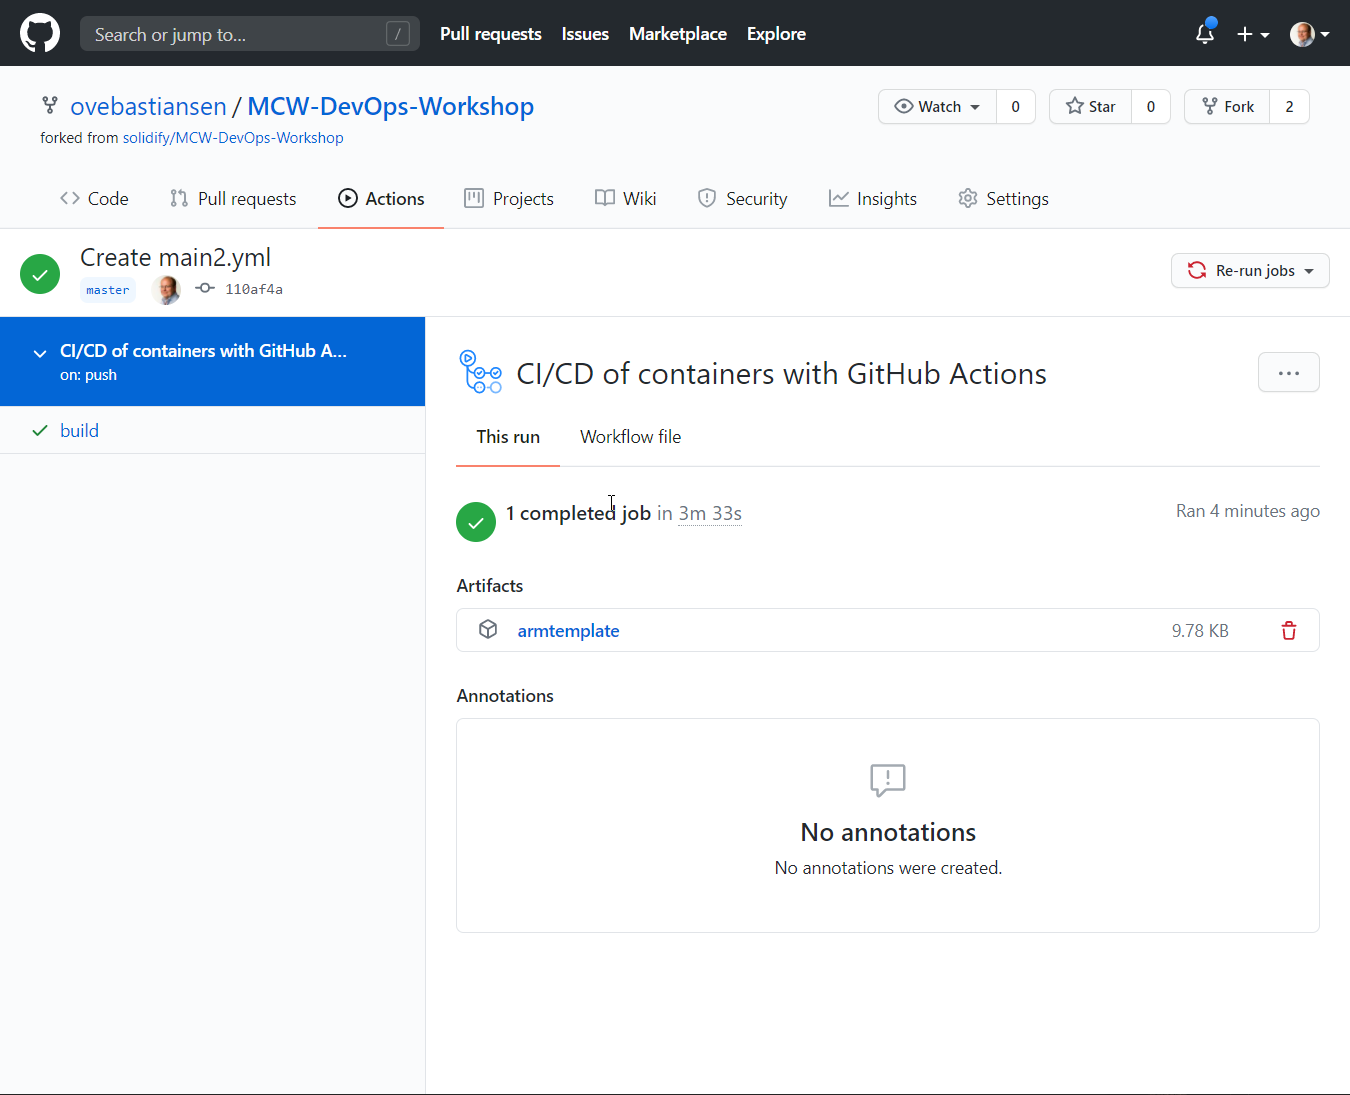 Search or jump to...
/
Pull requests Issues Marketplace Explore
ovebastiansen / MCW-DevOps-Workshop
forked from solidify/MCW-DevOps-Workshop
Watch 0 Star 0 Fork 2
Code Pull requests Actions Projects Wiki Security Insights Settings
Create main2.yml
master 110af4a
Re-run jobs
CI/CD of containers with GitHub A...
on: push
build
CI/CD of containers with GitHub Actions
...
This run Workflow file
1 completed job in 3m 33s
Ran 4 minutes ago
Artifacts
armtemplate 9.78 KB
Annotations
No annotations
No annotations were created.